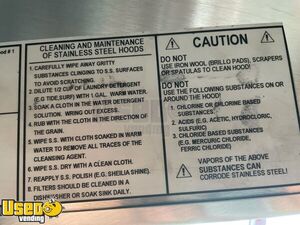 ood # 1
CLEANING AND MAINTENANCE
OF STAINLESS STEEL HOODS
1. CAREFULLY WIPE AWAY GRITTY
SUBSTANCES CLINGING TO S.S. SURFACES
TO AVOID SCRATCHING.
2. DILUTE 1/2 CUP OF LAUNDRY DETERGENT
(E.G TIDE,SURF) WITH 1 GAL. WARM WATER.
3. SOAK A CLOTH IN THE WATER DETERGENT
SOLUTION. WRING OUT EXCESS.
4. RUB WITH THE CLOTH IN THE DIRECTION OF
THE GRAIN.
5. WIPE S.S. WITH CLOTH SOAKED IN WARM
WATER TO REMOVE ALL TRACES OF THE
CLEANSING AGENT.
6. WIPE S.S. DRY WITH A CLEAN CLOTH.
7. REAPPLY S.S. POLISH (E.G. SHEILIA SHINE).
8. FILTERS SHOULD BE CLEANED IN A
DISHWASHER OR SOAK SINK DAILY.
CAUTION
DO NOT
USE IRON WOOL (BRILLO PADS), SCRAPERS
OR SPATULAS TO CLEAN HOOD!
DO NOT
USE THE FOLLOWING SUBSTANCES ON OR
AROUND THE HOOD!
1. CHLORINE OR CHLORINE BASED
SUBSTANCES
2. ACIDS (E.G. ACETIC, HYDROCLORIC,
SULFURIC)
3. CHLORIDE BASED SUBSTANCES
(E.G. MERCURIC CHLORIDE,
FERRIC CHLORIDE)
VAPORS OF THE ABOVE
SUBSTANCES CAN
CORRODE STAINLESS STEEL!
Used
vending
.com